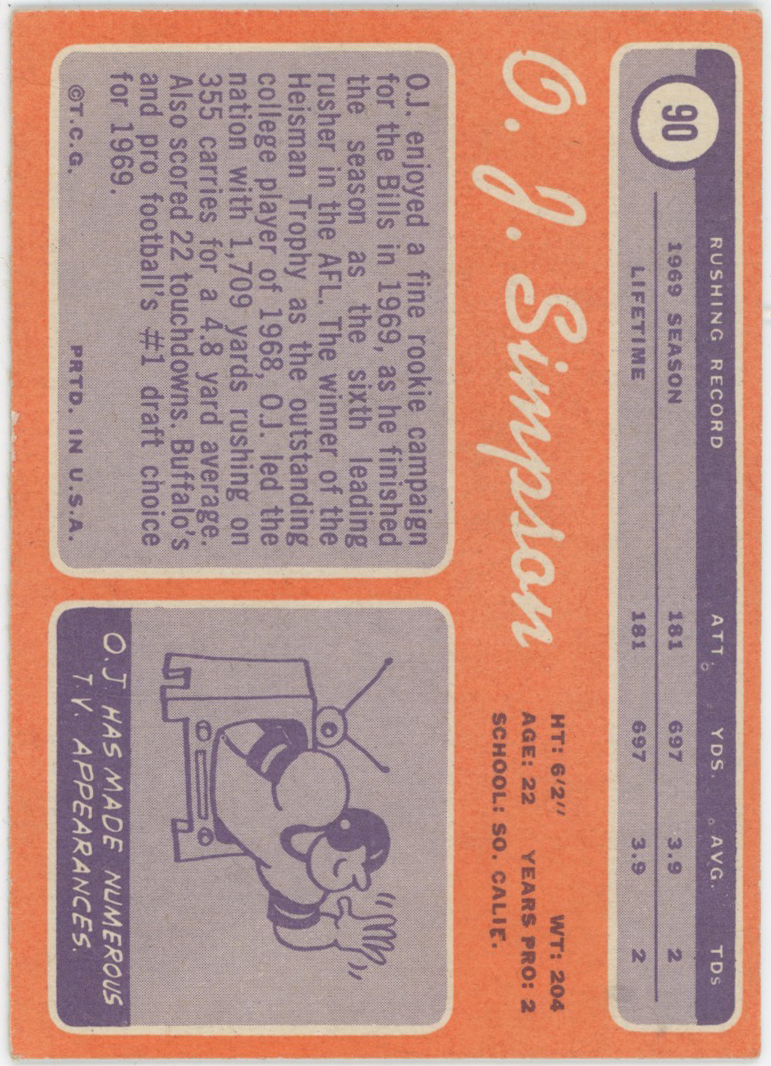 90
RUSHING RECORD ATT. YDS. AVG. TDs
1969 SEASON 181 697 3.9 2
LIFETIME 181 697 3.9 2
O. J. Simpson
HT: 6'2" WT: 204
AGE: 22 YEARS PRO: 2
SCHOOL: SO. CALIF.
O.J. enjoyed a fine rookie campaign
for the Bills in 1969, as he finished
the season as the sixth leading
rusher in the AFL. The winner of the
Heisman Trophy as the outstanding
college player of 1968, O.J. led the
nation with 1,709 yards rushing on
355 carries for a 4.8 yard average.
Also scored 22 touchdowns. Buffalo's
and pro football's #1 draft choice
for 1969.
©T.C.G. PRTD. IN U.S.A.
O.J. HAS MADE NUMEROUS
T.V. APPEARANCES.